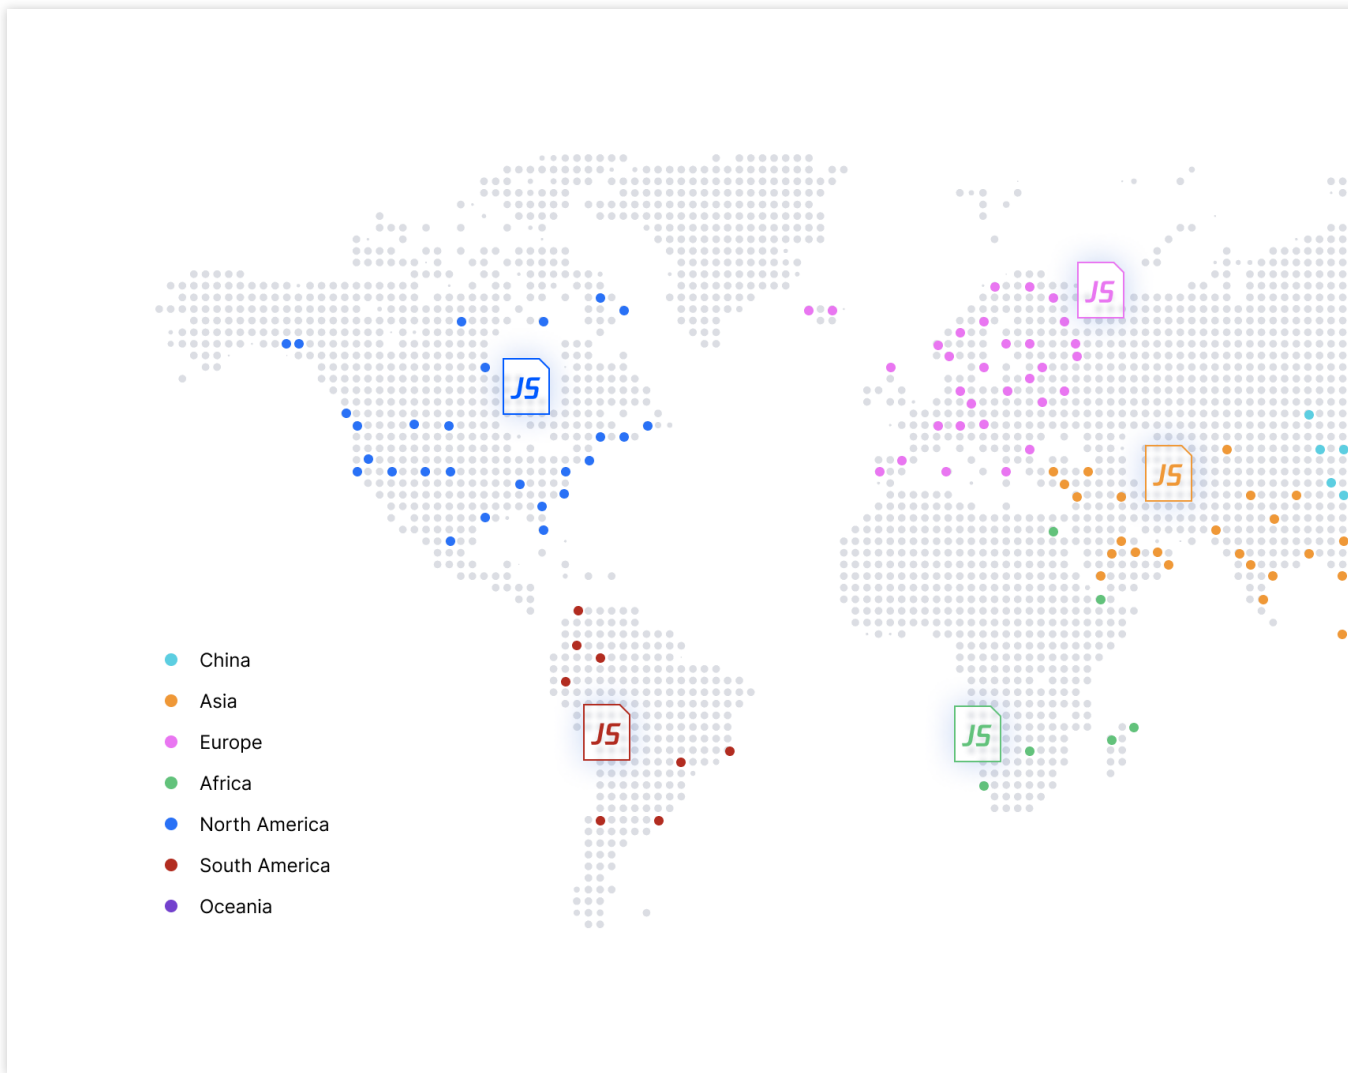 JS
JS
JS
JS
JS
China
Asia
Europe
Africa
North America
South America
Oceania